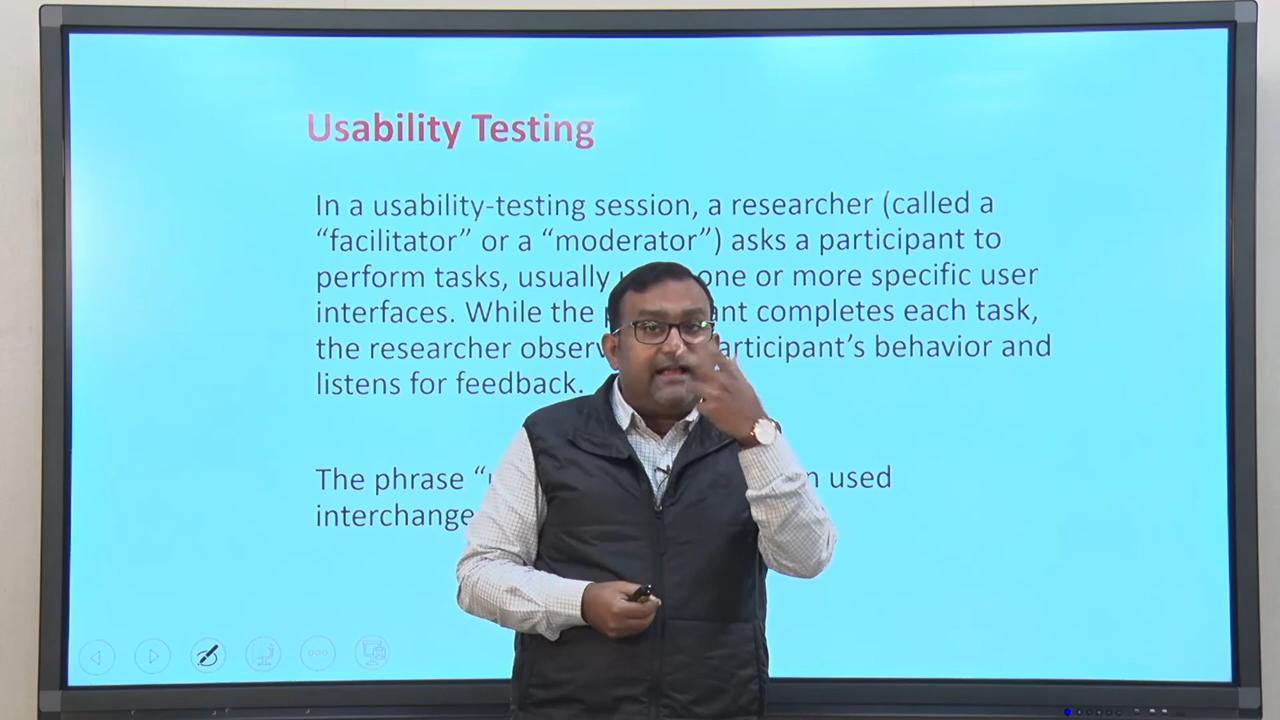 Usability Testing
In a usability-testing session, a researcher (called a
“facilitator” or a “moderator”) asks a participant to
perform tasks, usually one or more specific user
interfaces. While the completes each task,
the researcher participant’s behavior and
listens for feedback.
The phrase used